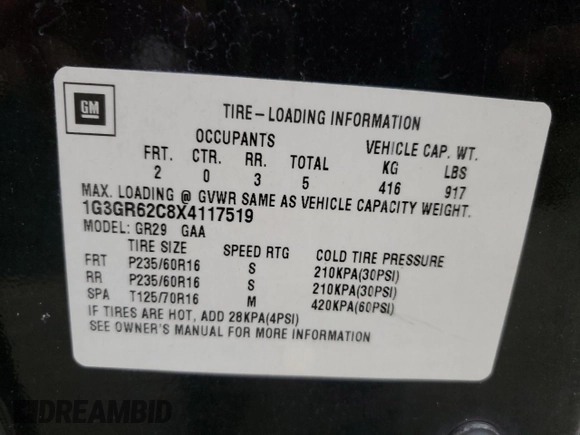 GM
TIRE-LOADING INFORMATION
OCCUPANTS VEHICLE CAP. WT.
FRT. CTR. RR. TOTAL KG LBS
2 0 3 5 416 917
MAX. LOADING @ GVWR SAME AS VEHICLE CAPACITY WEIGHT.
1G3GR62C8X4117519
MODEL: GR29 GAA
TIRE SIZE SPEED RTG COLD TIRE PRESSURE
FRT P235/60R16 S 210KPA(30PSI)
RR P235/60R16 S 210KPA(30PSI)
SPA T125/70R16 M 420KPA(60PSI)
IF TIRES ARE HOT, ADD 28KPA(4PSI)
SEE OWNER'S MANUAL FOR MORE INFORMATION
DREAMBID